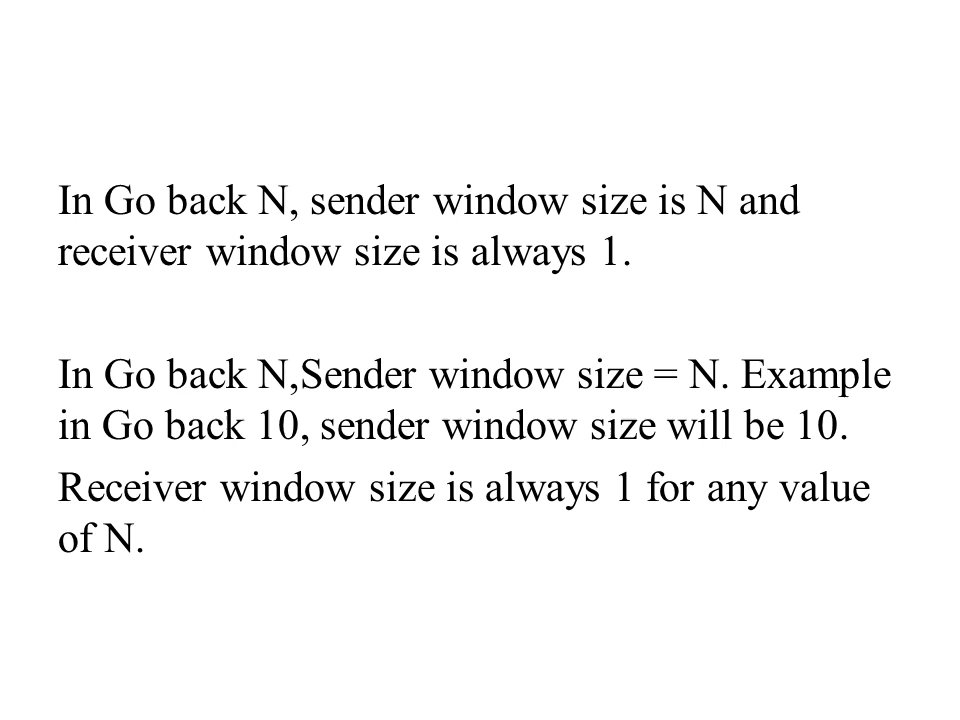 In Go back N, sender window size is N and
receiver window size is always 1.
In Go back N,Sender window size = N. Example
in Go back 10, sender window size will be 10.
Receiver window size is always 1 for any value
of N.